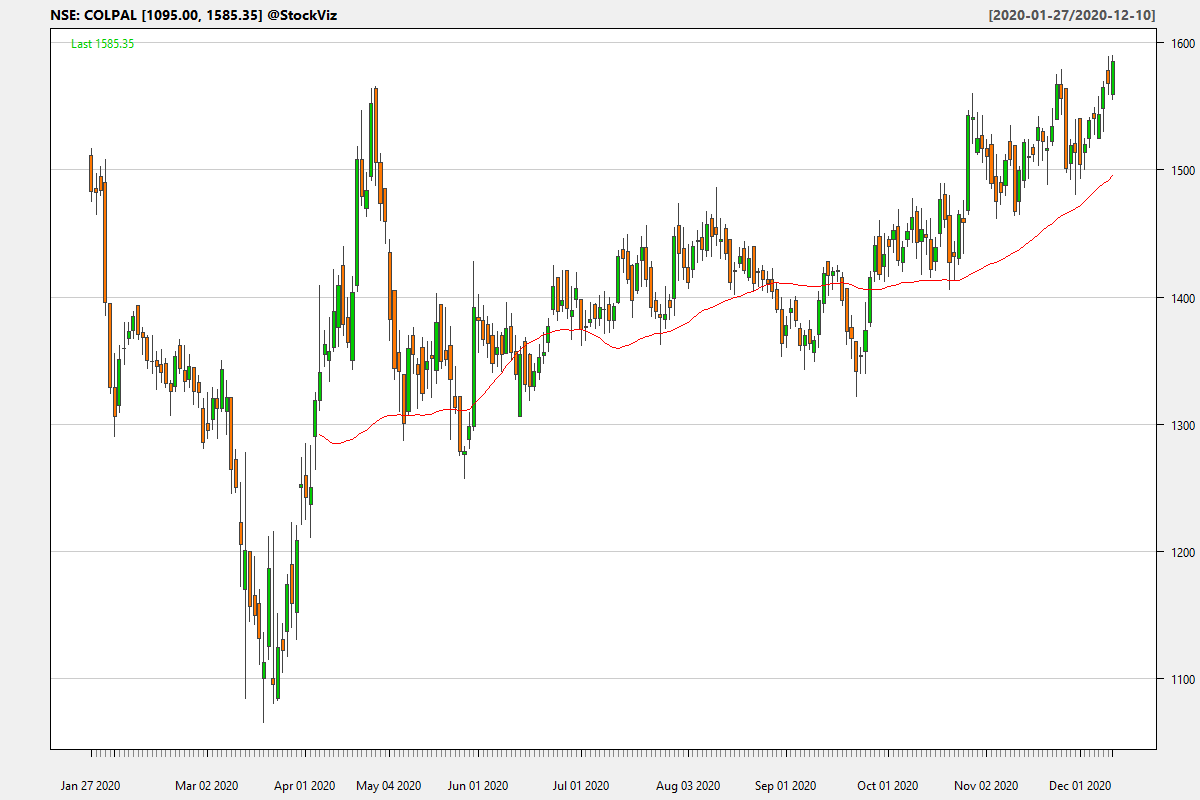 NSE: COLPAL [1095.00, 1585.35] @StockViz
[2020-01-27/2020-12-10]
Last 1585.35
1600
1500
1400
1300
1200
1100
Jan 27 2020
Mar 02 2020
Apr 01 2020
May 04 2020
Jun 01 2020
Jul 01 2020
Aug 03 2020
Sep 01 2020
Oct 01 2020
Nov 02 2020
Dec 01 2020